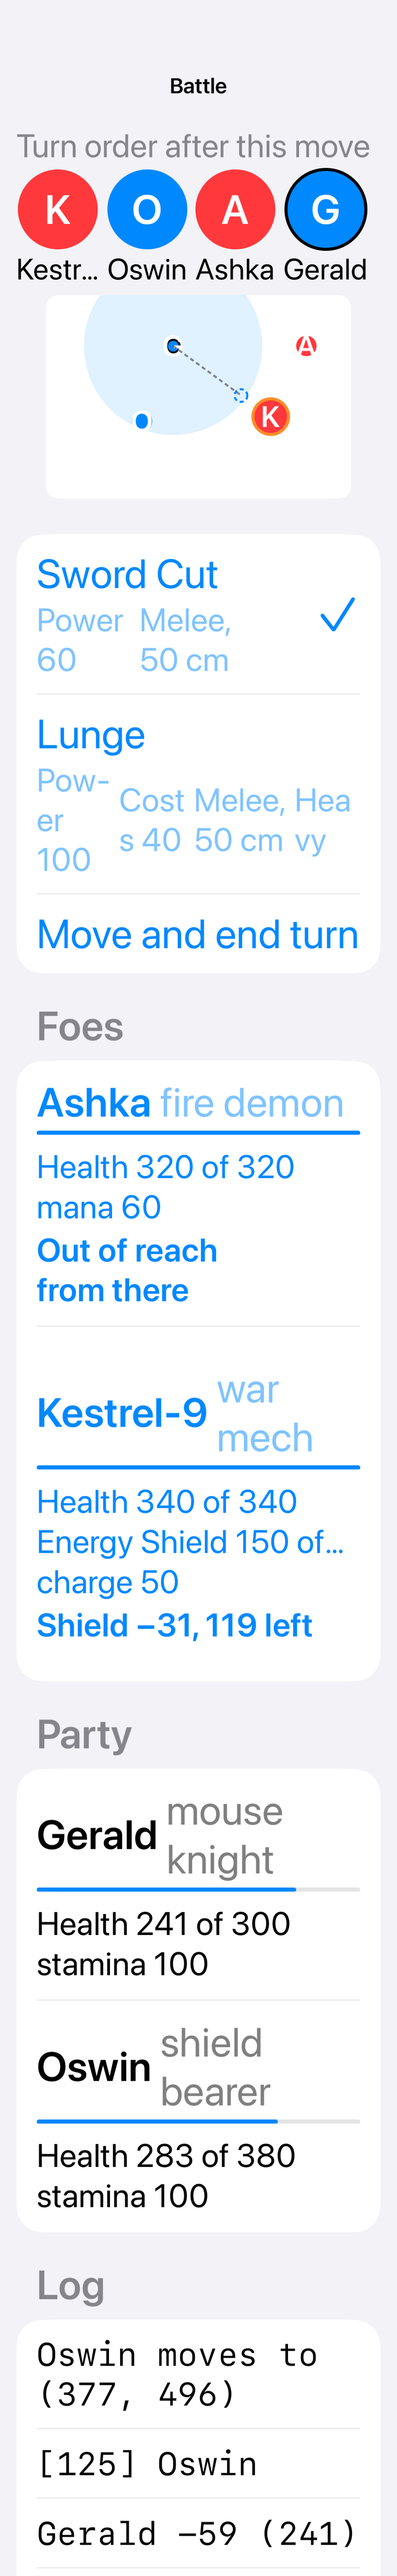 Battle
Turn order after this move
K O A G
Kestr... Oswin Ashka Gerald
A
K
Sword Cut
Power Melee,
60 50 cm
Lunge
Pow-
er
100
Cost Melee, Hea
s 40 50 cm vy
Move and end turn
Foes
Ashka fire demon
Health 320 of 320
mana 60
Out of reach
from there
Kestrel-9 war
mech
Health 340 of 340
Energy Shield 150 of...
charge 50
Shield −31, 119 left
Party
Gerald mouse
knight
Health 241 of 300
stamina 100
Oswin shield
bearer
Health 283 of 380
stamina 100
Log
Oswin moves to
(377, 496)
[125] Oswin
Gerald −59 (241)